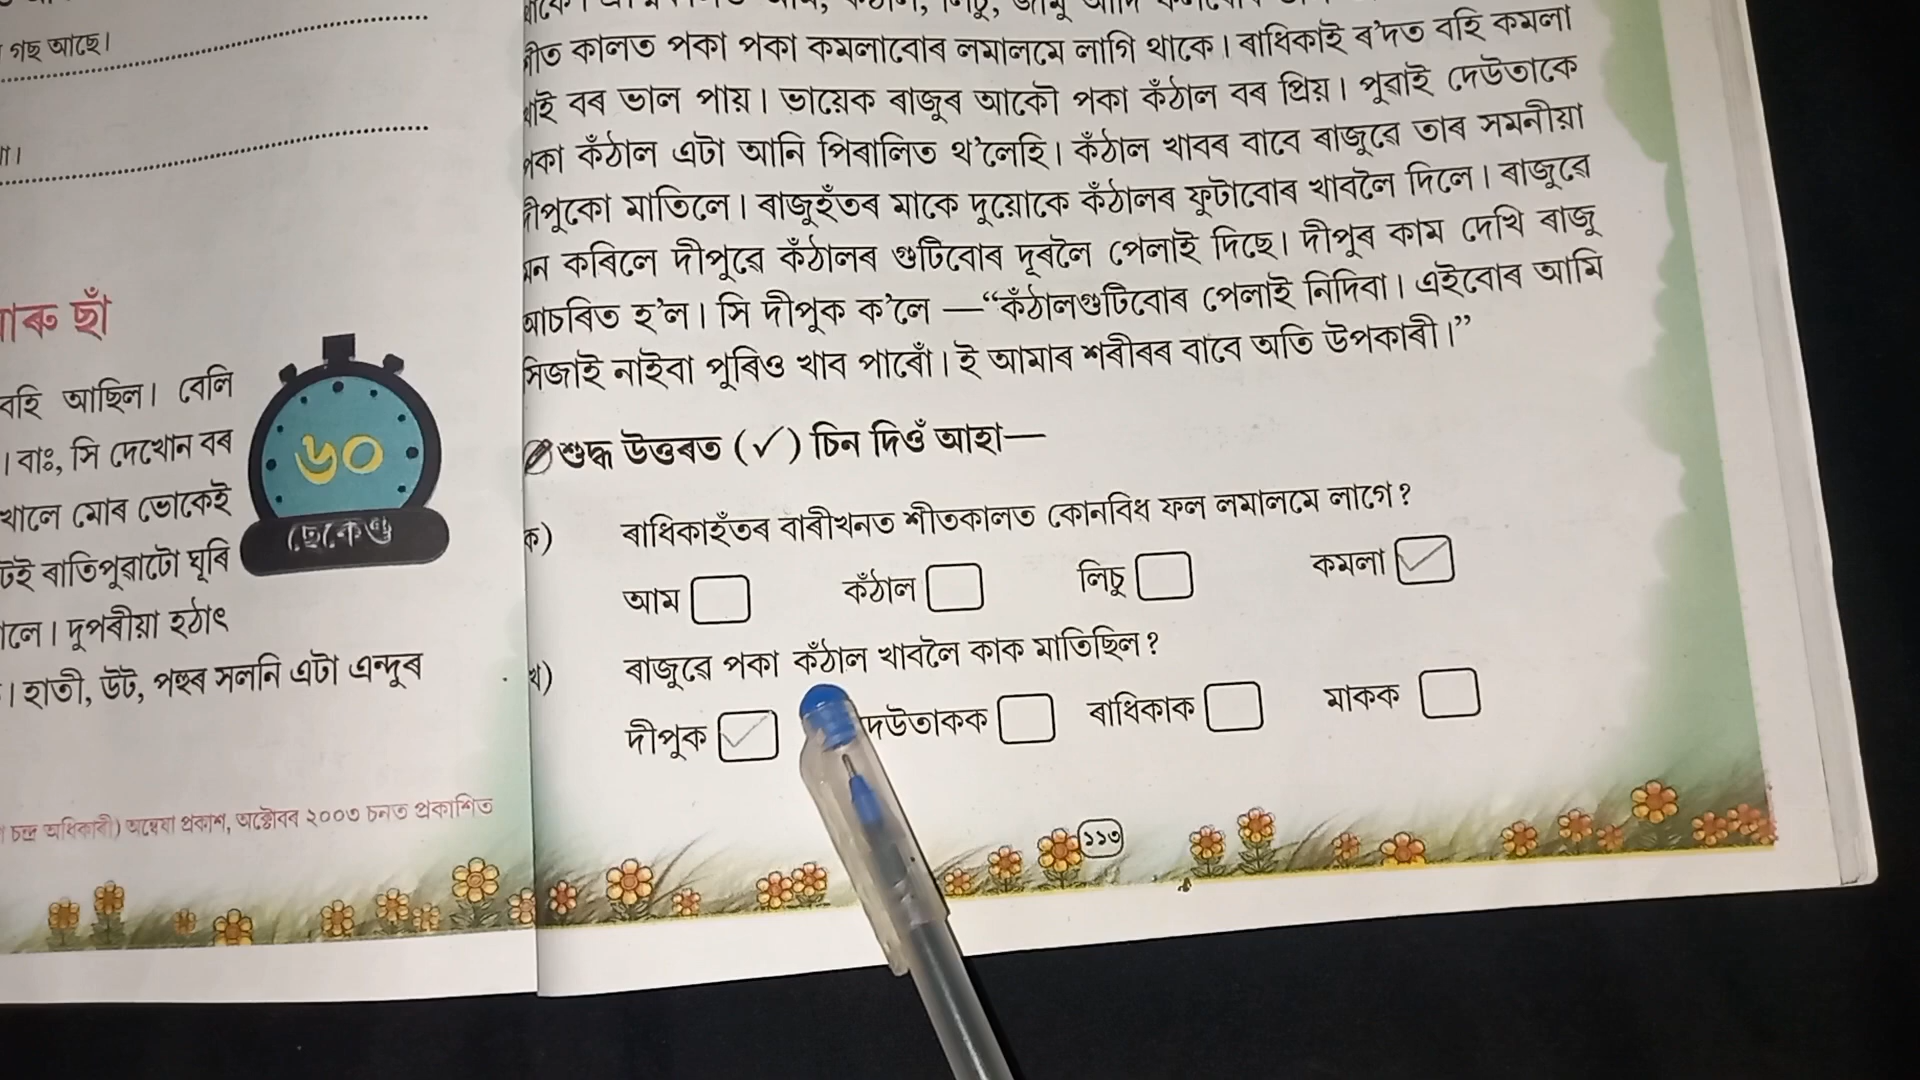 গছ আছে।
বহি আছিল। বেলি
। বাঃ, সি দেখোন বৰ
খালে মোৰ ভোকেই
ৰাতিপুৱাটো ঘূৰি
দুপৰীয়া হঠাৎ
। হাতী, উট, পহুৰ সলনি এটা এন্দূৰ
৬০
ছেকেণ্ড
চন্দ্ৰ অধিকাৰী) অন্বেষা প্ৰকাশ, অক্টোবৰ ২০০৩ চনত প্ৰকাশিত
কালত পকা পকা কমলাবোৰ লমালমে লাগি থাকে। ৰাধিকাই ৰ'দত বহি কমলা
বৰ ভাল পায়। ভায়েক ৰাজুৰ আকৌ পকা কঁঠাল বৰ প্ৰিয়। পুৱাই দেউতাকে
পকা কঁঠাল এটা আনি পিৰালিত থ'লেহি। কঁঠাল খাবৰ বাবে ৰাজুৱে তাৰ সমনীয়া
দীপুকো মাতিলে। ৰাজুহঁতৰ মাকে দুয়োকে কঁঠালৰ ফুটাবোৰ খাবলৈ দিলে। ৰাজুৱে
মন কৰিলে দীপুৱে কঁঠালৰ গুটিবোৰ দূৰলৈ পেলাই দিছে। দীপুৰ কাম দেখি ৰাজু
আচৰিত হ'ল। সি দীপুক ক'লে —“কঁঠালগুটিবোৰ পেলাই নিদিবা। এইবোৰ আমি
সিজাই নাইবা পুৰিও খাব পাৰোঁ। ই আমাৰ শৰীৰৰ বাবে অতি উপকাৰী।”
শুদ্ধ উত্তৰত (✓) চিন দিওঁ আহা—
ক) ৰাধিকাহঁতৰ বাৰীখনত শীতকালত কোনবিধ ফল লমালমে লাগে?
আম কঁঠাল লিচু কমলা ✓
খ) ৰাজুৱে পকা কঁঠাল খাবলৈ কাক মাতিছিল?
দীপুক ✓ দেউতাকক ৰাধিকাক মাকক
১১৩